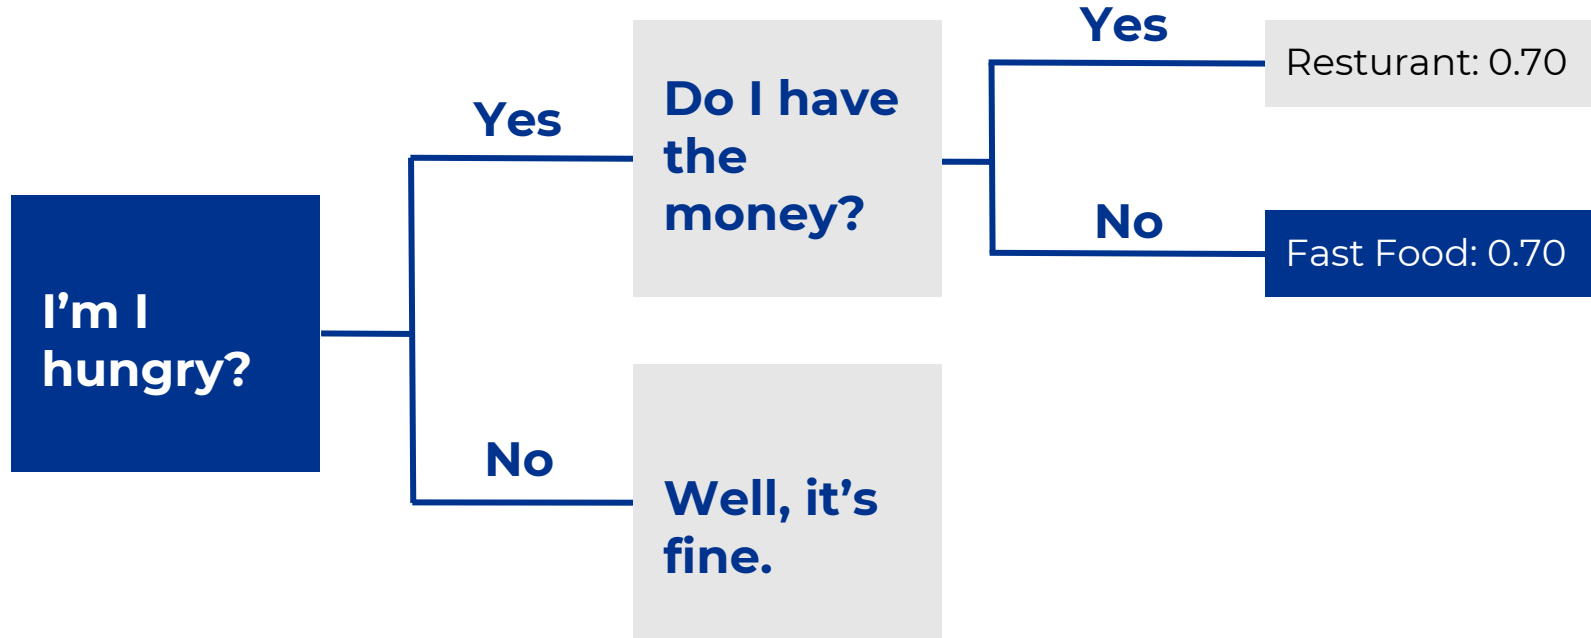 I’m I
hungry?
Yes
No
Do I have
the
money?
Well, it’s
fine.
Yes
No
Resturant: 0.70
Fast Food: 0.70